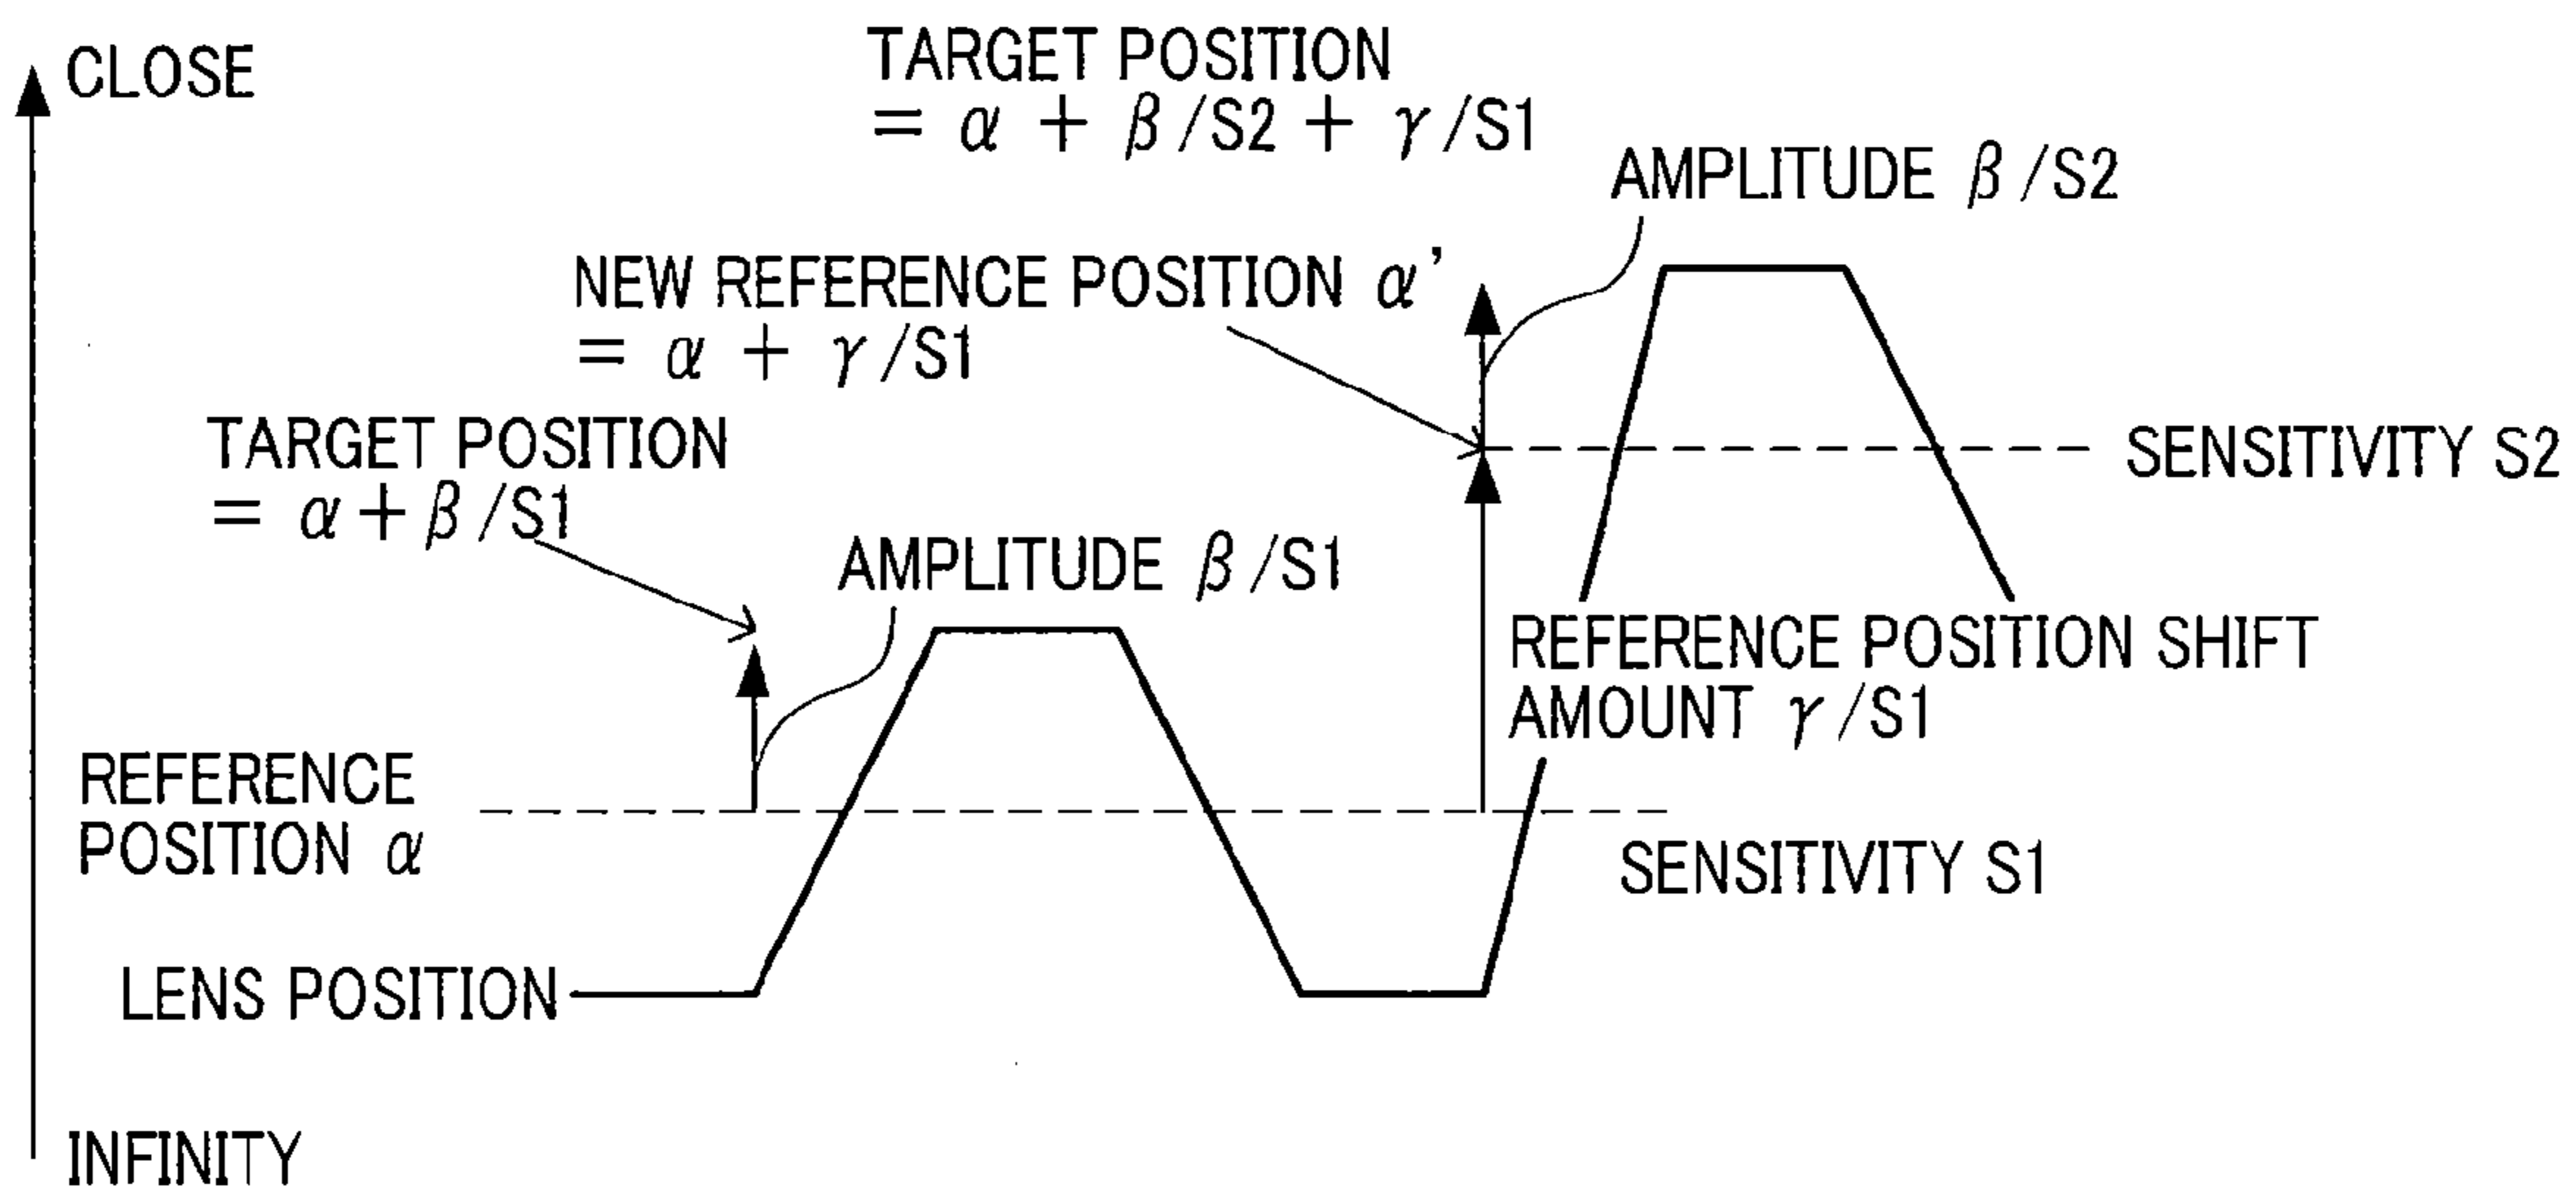 CLOSE
TARGET POSITION
= α + β/S2 + γ/S1
AMPLITUDE β/S2
NEW REFERENCE POSITION α'
= α + γ/S1
TARGET POSITION
= α+β/S1
SENSITIVITY S2
AMPLITUDE β/S1
REFERENCE POSITION SHIFT
AMOUNT γ/S1
REFERENCE
POSITION α
SENSITIVITY S1
LENS POSITION
INFINITY